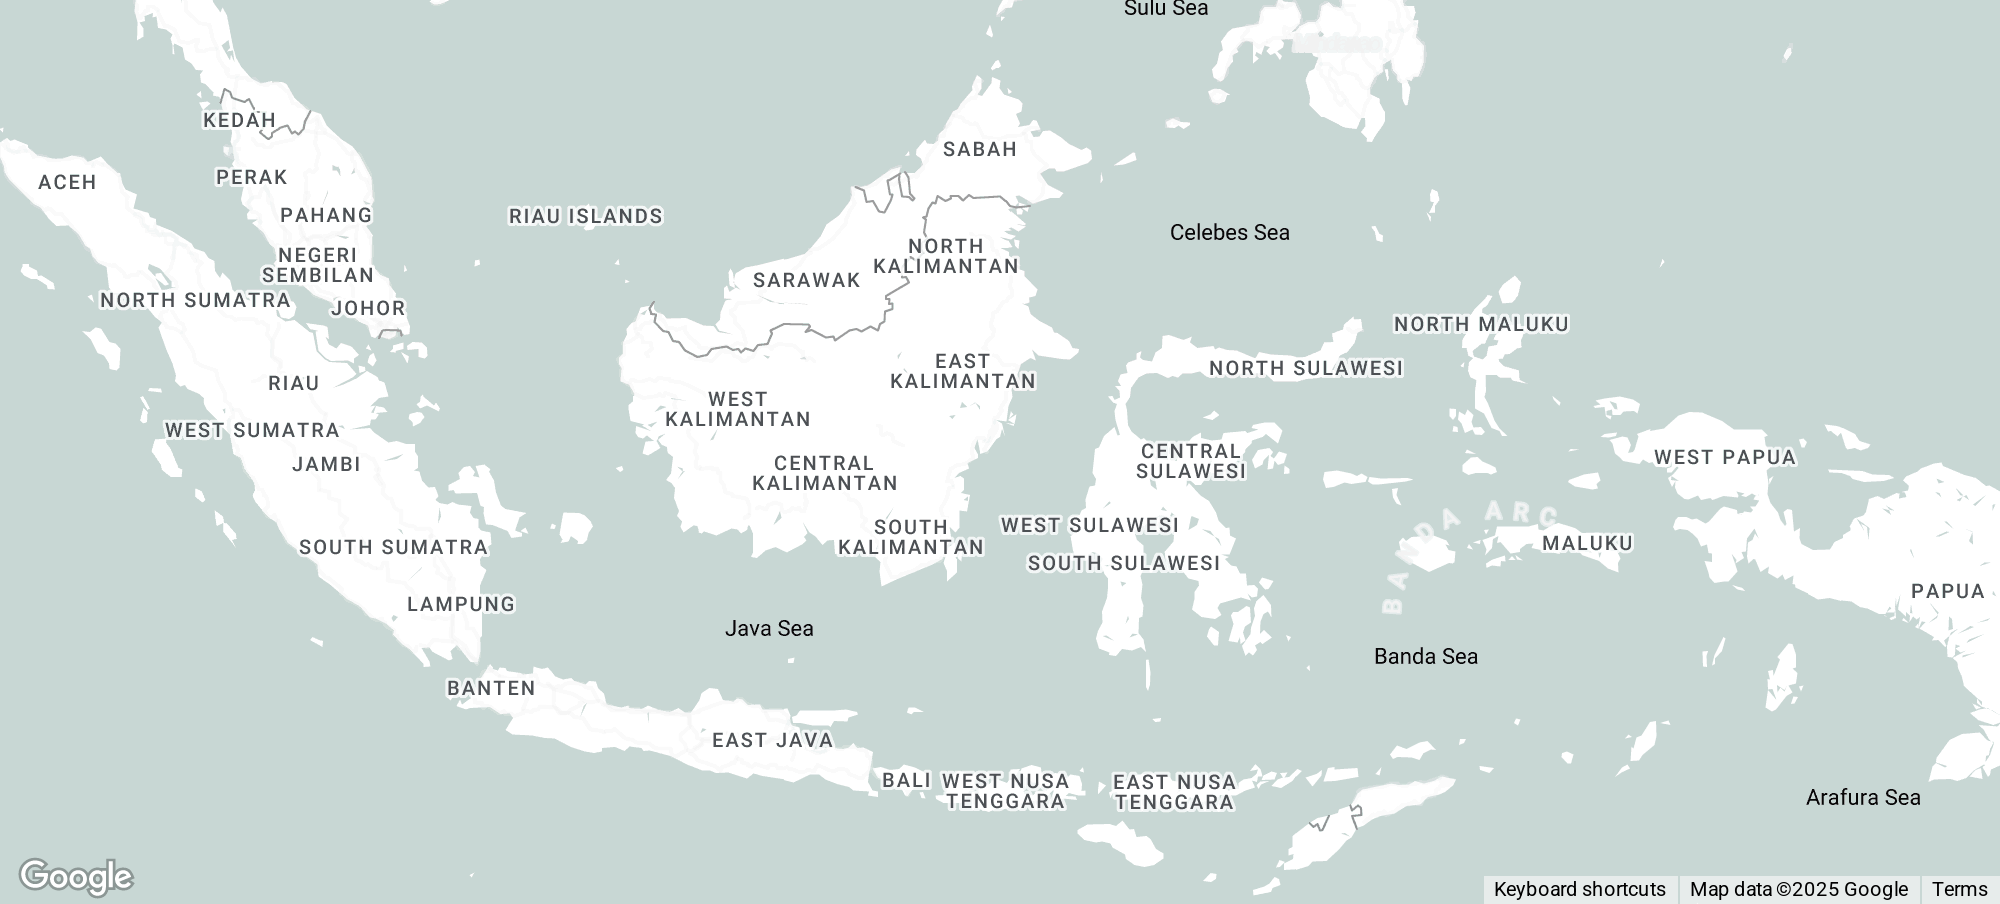 Sulu Sea
KEDAH
SABAH
PERAK
ACEH
PAHANG
RIAU ISLANDS
Celebes Sea
NEGERI
SEMBILAN
NORTH
KALIMANTAN
SARAWAK
NORTH SUMATRA
JOHOR
NORTH MALUKU
EAST
KALIMANTAN
NORTH SULAWESI
RIAU
WEST
KALIMANTAN
WEST SUMATRA
JAMBI
CENTRAL
KALIMANTAN
CENTRAL
SULAWESI
WEST PAPUA
BANDA ARC
SOUTH
KALIMANTAN
WEST SULAWESI
MALUKU
SOUTH SUMATRA
SOUTH SULAWESI
PAPUA
LAMPUNG
Java Sea
Banda Sea
BANTEN
EAST JAVA
BALI
WEST NUSA
TENGGARA
EAST NUSA
TENGGARA
Arafura Sea
Google
Keyboard shortcuts
Map data ©2025 Google
Terms